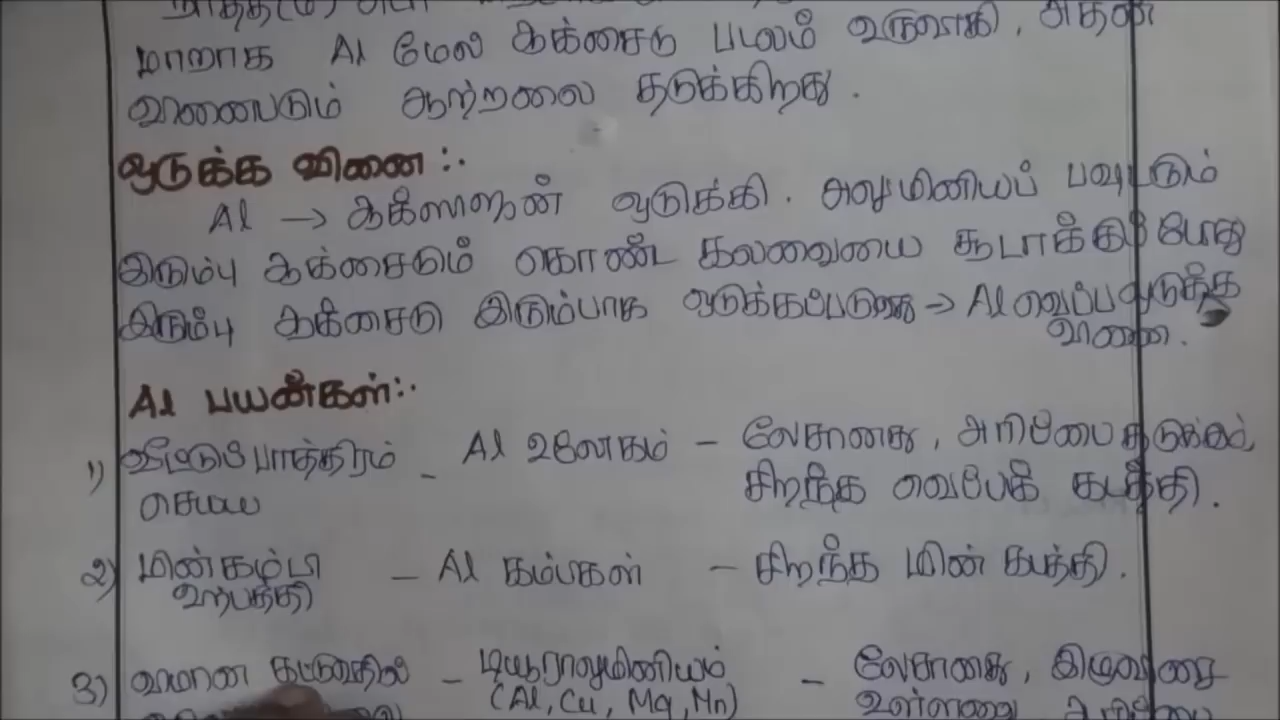 மாறாக Al மேல் ஆக்சைடு படலம் உருவாகி, அதன்
வினைபடும் ஆற்றலை தடுக்கிறது.
ஒடுக்க வினை :.
Al → ஆக்ஸிஜன் ஒடுக்கி. அலுமினியப் பவுடரும்
இரும்பு ஆக்சைடும் கொண்ட கலவையை சூடாக்கும் போது
இரும்பு ஆக்சைடு இரும்பாக ஒடுக்கப்படுவது → Al வெப்ப ஒடுக்க
வினை.
Al பயன்கள் :.
1) வீட்டுபோத்திரம் - Al உலோகம் - லேசானது, அரிப்பை தடுக்கும்,
செய்ய சிறந்த வெப்பக் கடத்தி.
2) மின்கம்பி - Al கம்பிகள் - சிறந்த மின் கடத்தி.
உற்பத்தி
3) விமான கட்டுவதில் - டியூராலுமினியம் - லேசானது, இழுவிசை
(Al, Cu, Mg, Mn) உள்ளது